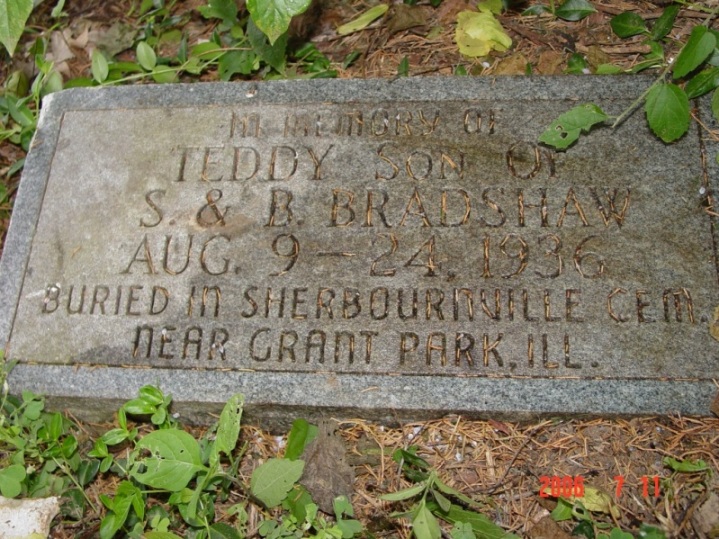 IN MEMORY OF
TEDDY SON OF
S. & B. BRADSHAW
AUG. 9 - 24, 1936
BURIED IN SHERBOURNVILLE CEM.
NEAR GRANT PARK, ILL.
2006 7 11